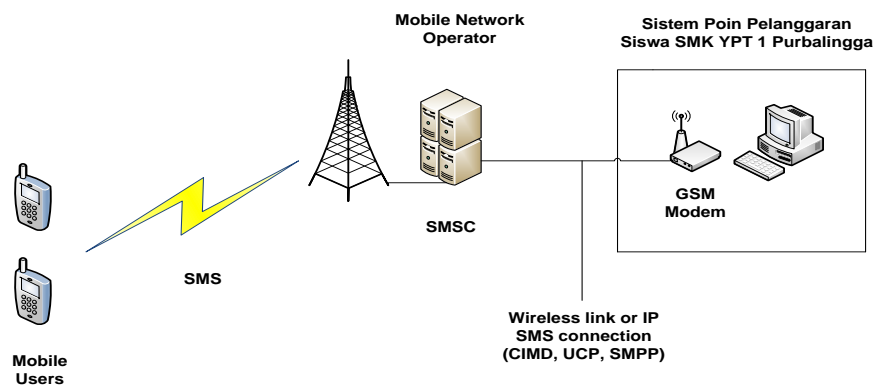 Mobile Network
Operator
Sistem Poin Pelanggaran
Siswa SMK YPT 1 Purbalingga
GSM
Modem
SMSC
SMS
Wireless link or IP
SMS connection
(CIMD, UCP, SMPP)
Mobile
Users